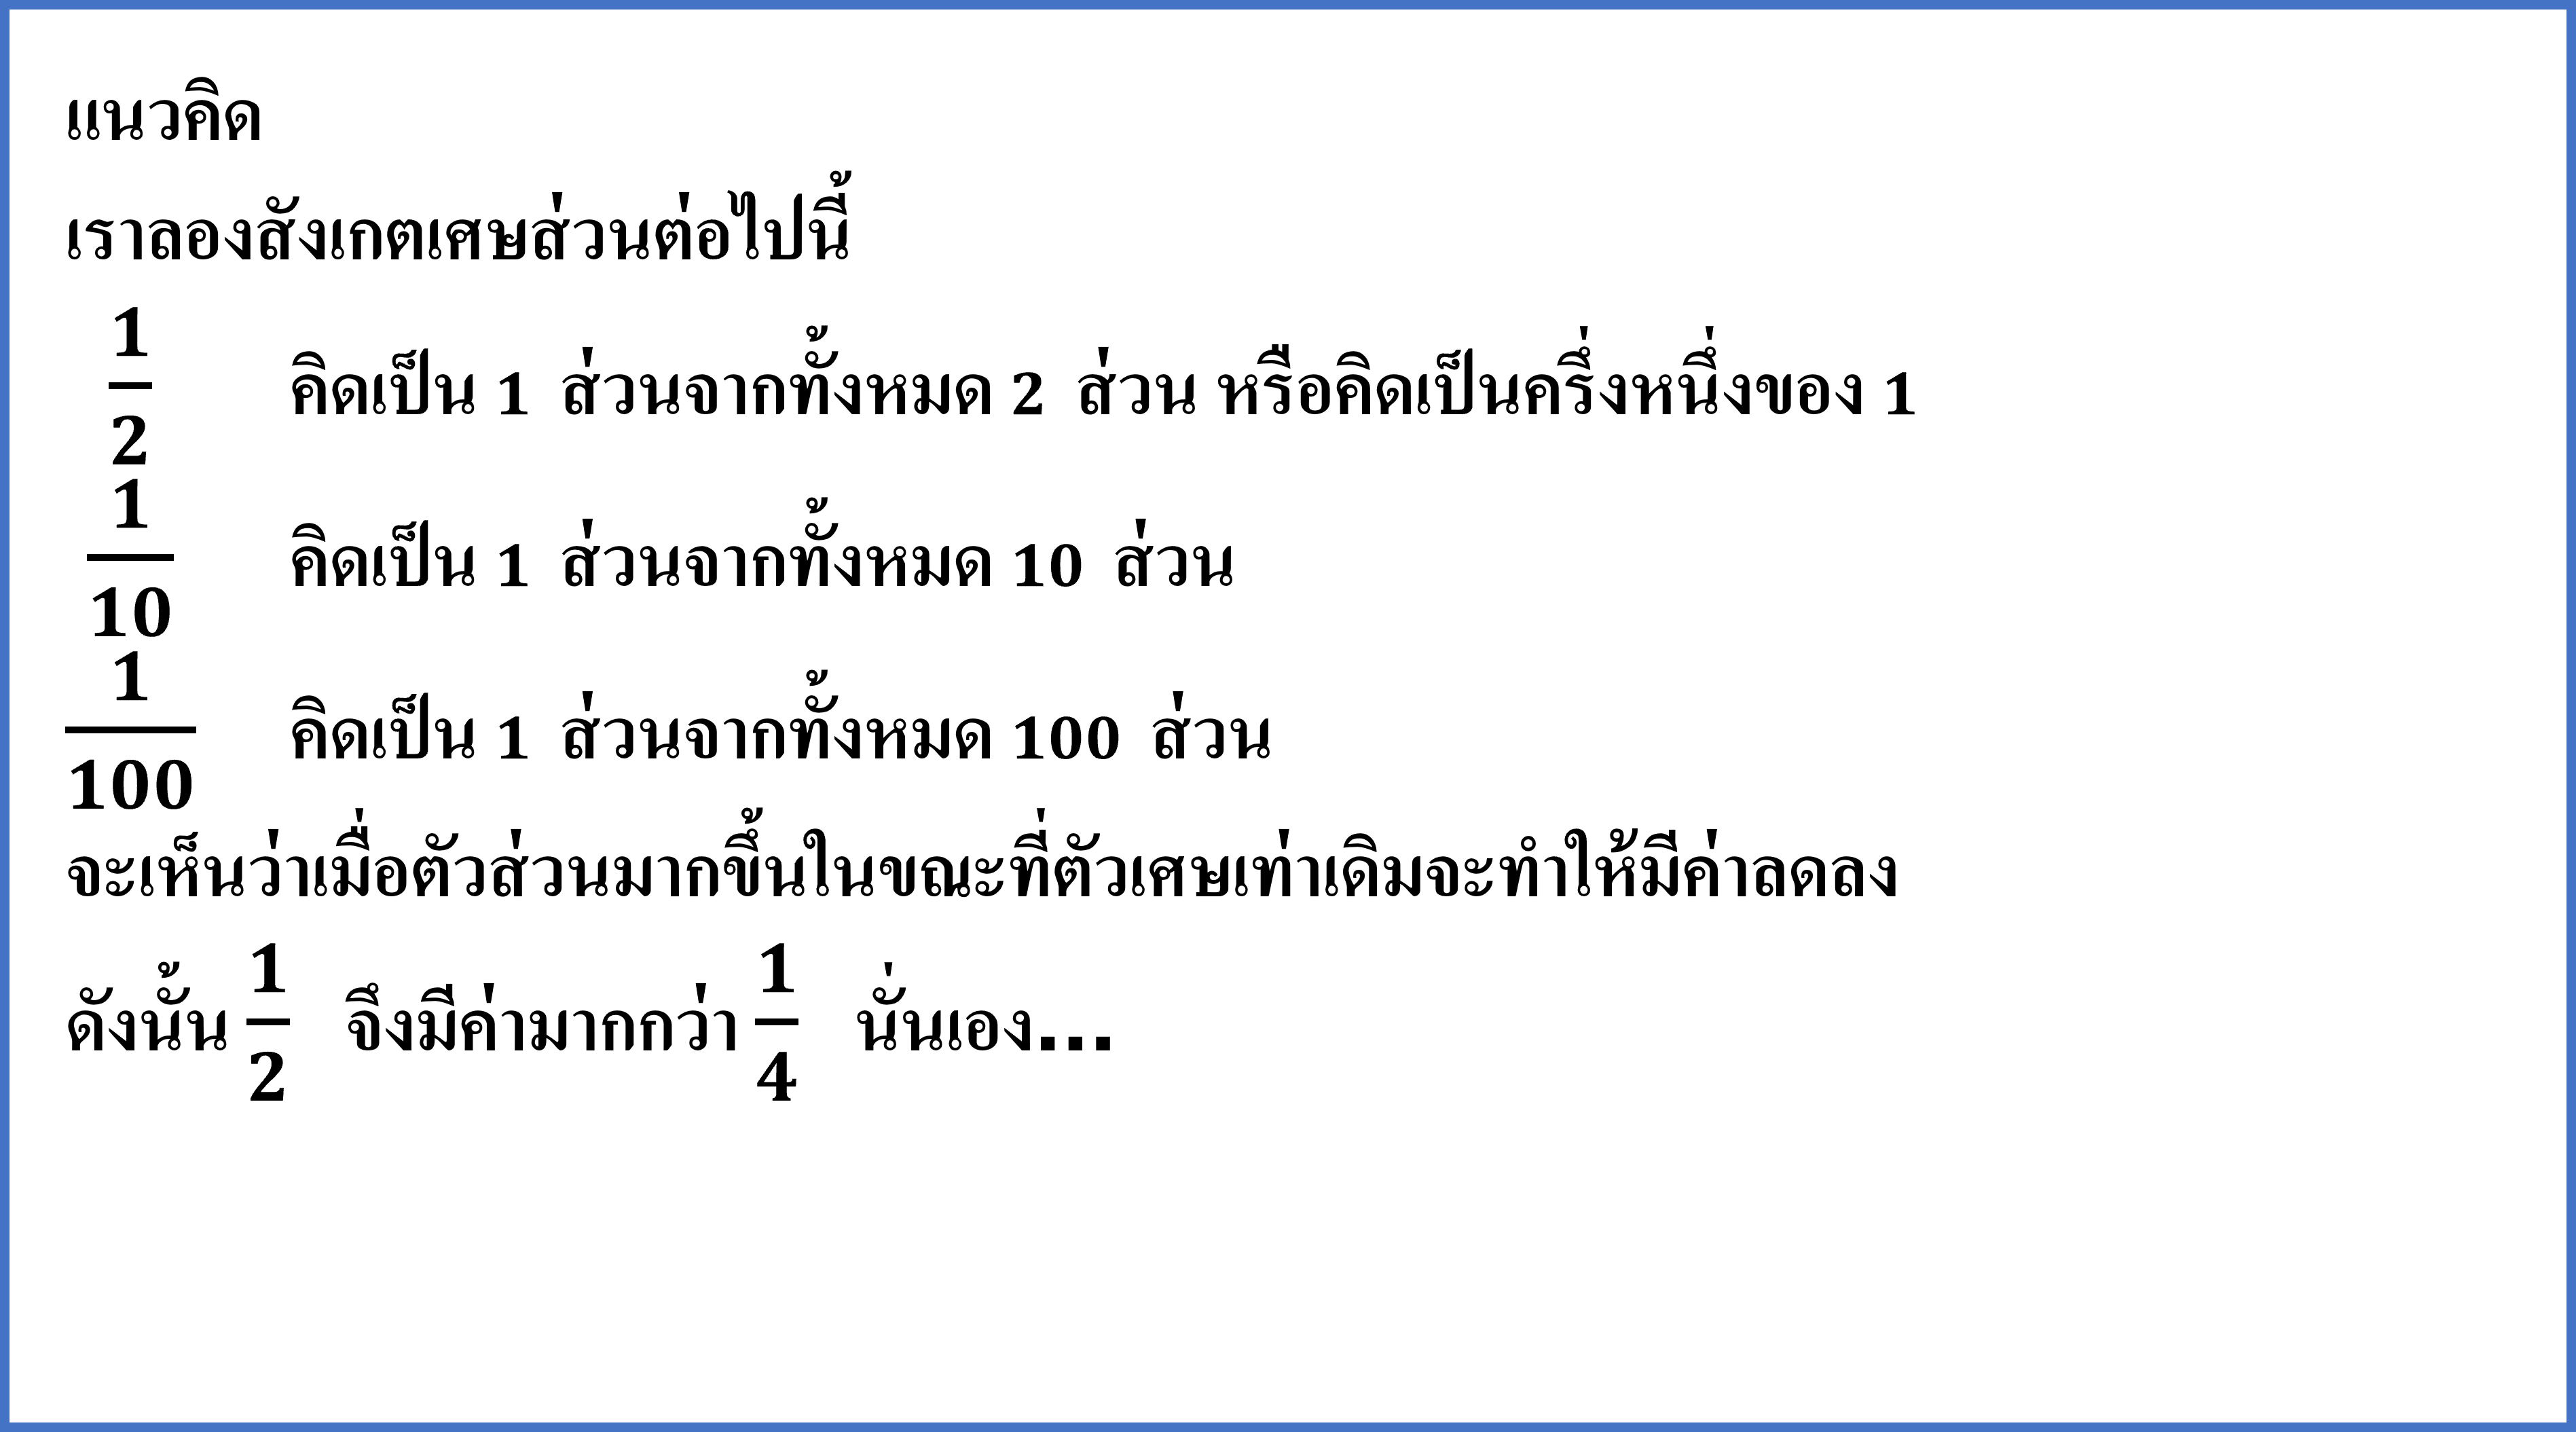 แนวคิด
เราลองสังเกตเศษส่วนต่อไปนี้
1/2 คิดเป็น 1 ส่วนจากทั้งหมด 2 ส่วน หรือคิดเป็นครึ่งหนึ่งของ 1
1/10 คิดเป็น 1 ส่วนจากทั้งหมด 10 ส่วน
1/100 คิดเป็น 1 ส่วนจากทั้งหมด 100 ส่วน
จะเห็นว่าเมื่อตัวส่วนมากขึ้นในขณะที่ตัวเศษเท่าเดิมจะทำให้มีค่าลดลง
ดังนั้น 1/2 จึงมีค่ามากกว่า 1/4 นั่นเอง...